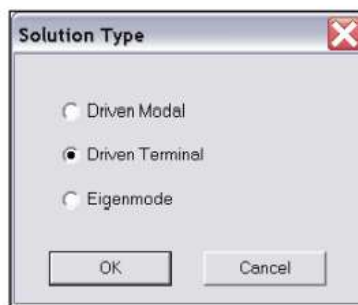 Solution Type
Driven Modal
Driven Terminal
Eigenmode
OK
Cancel